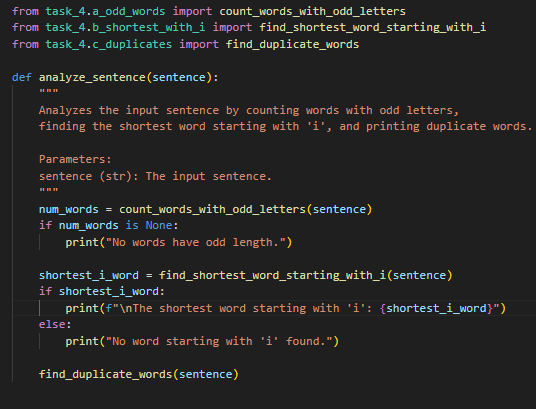 from task_4.a_odd_words import count_words_with_odd_letters
from task_4.b_shortest_with_i import find_shortest_word_starting_with_i
from task_4.c_duplicates import find_duplicate_words

def analyze_sentence(sentence):
    """
    Analyzes the input sentence by counting words with odd letters,
    finding the shortest word starting with 'i', and printing duplicate words.

    Parameters:
    sentence (str): The input sentence.
    """
    num_words = count_words_with_odd_letters(sentence)
    if num_words is None:
        print("No words have odd length.")

    shortest_i_word = find_shortest_word_starting_with_i(sentence)
    if shortest_i_word:
        print(f"\nThe shortest word starting with 'i': {shortest_i_word}")
    else:
        print("No word starting with 'i' found.")

    find_duplicate_words(sentence)